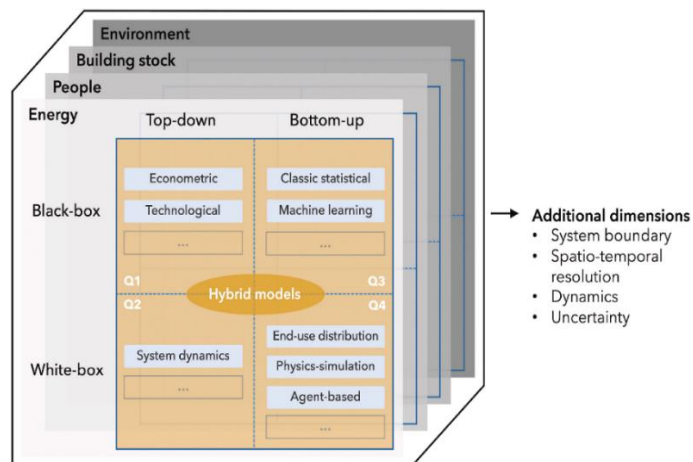 Environment
Building stock
People
Energy
Top-down
Bottom-up
Black-box
Econometric
Technological
...
Classic statistical
Machine learning
...
Q1
Q3
Hybrid models
Q2
Q4
White-box
System dynamics
...
End-use distribution
Physics-simulation
Agent-based
...
Additional dimensions
• System boundary
• Spatio-temporal
resolution
• Dynamics
• Uncertainty